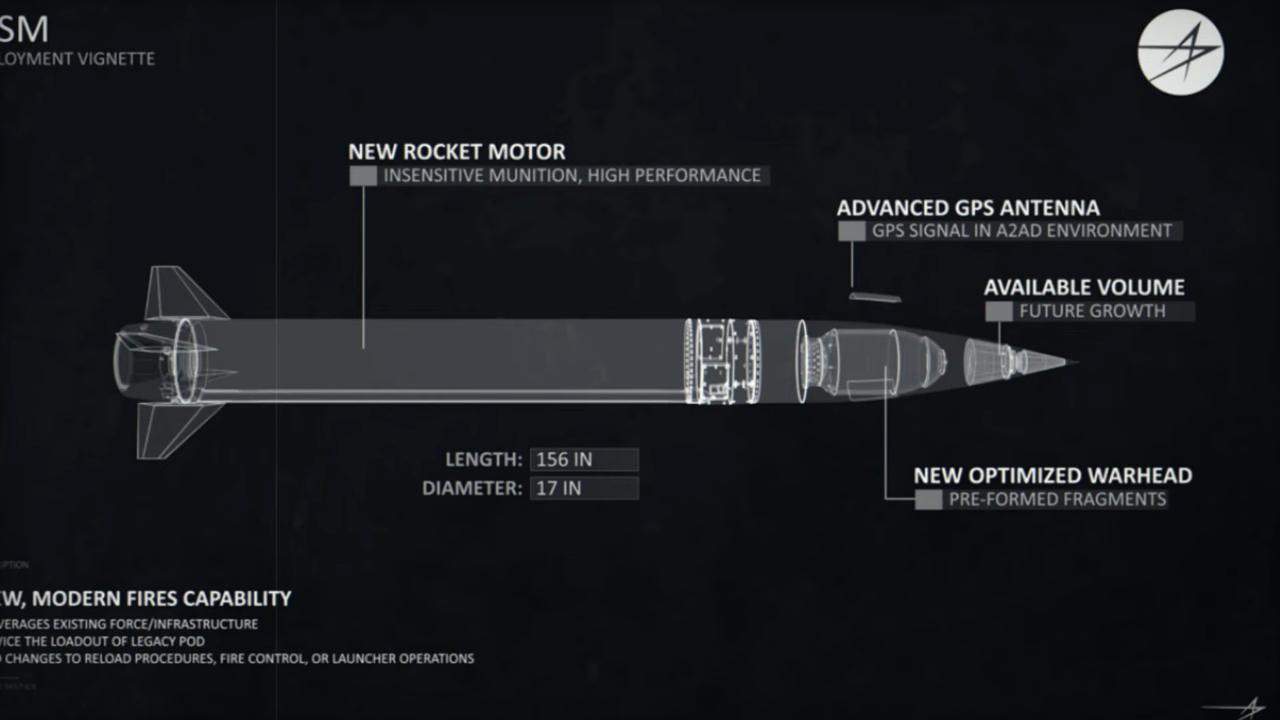 SM
LOYMENT VIGNETTE
NEW ROCKET MOTOR
INSENSITIVE MUNITION, HIGH PERFORMANCE
ADVANCED GPS ANTENNA
GPS SIGNAL IN A2AD ENVIRONMENT
AVAILABLE VOLUME
FUTURE GROWTH
LENGTH: 156 IN
DIAMETER: 17 IN
NEW OPTIMIZED WARHEAD
PRE-FORMED FRAGMENTS
IPTION
EW, MODERN FIRES CAPABILITY
VERAGES EXISTING FORCE/INFRASTRUCTURE
VICE THE LOADOUT OF LEGACY POD
O CHANGES TO RELOAD PROCEDURES, FIRE CONTROL, OR LAUNCHER OPERATIONS